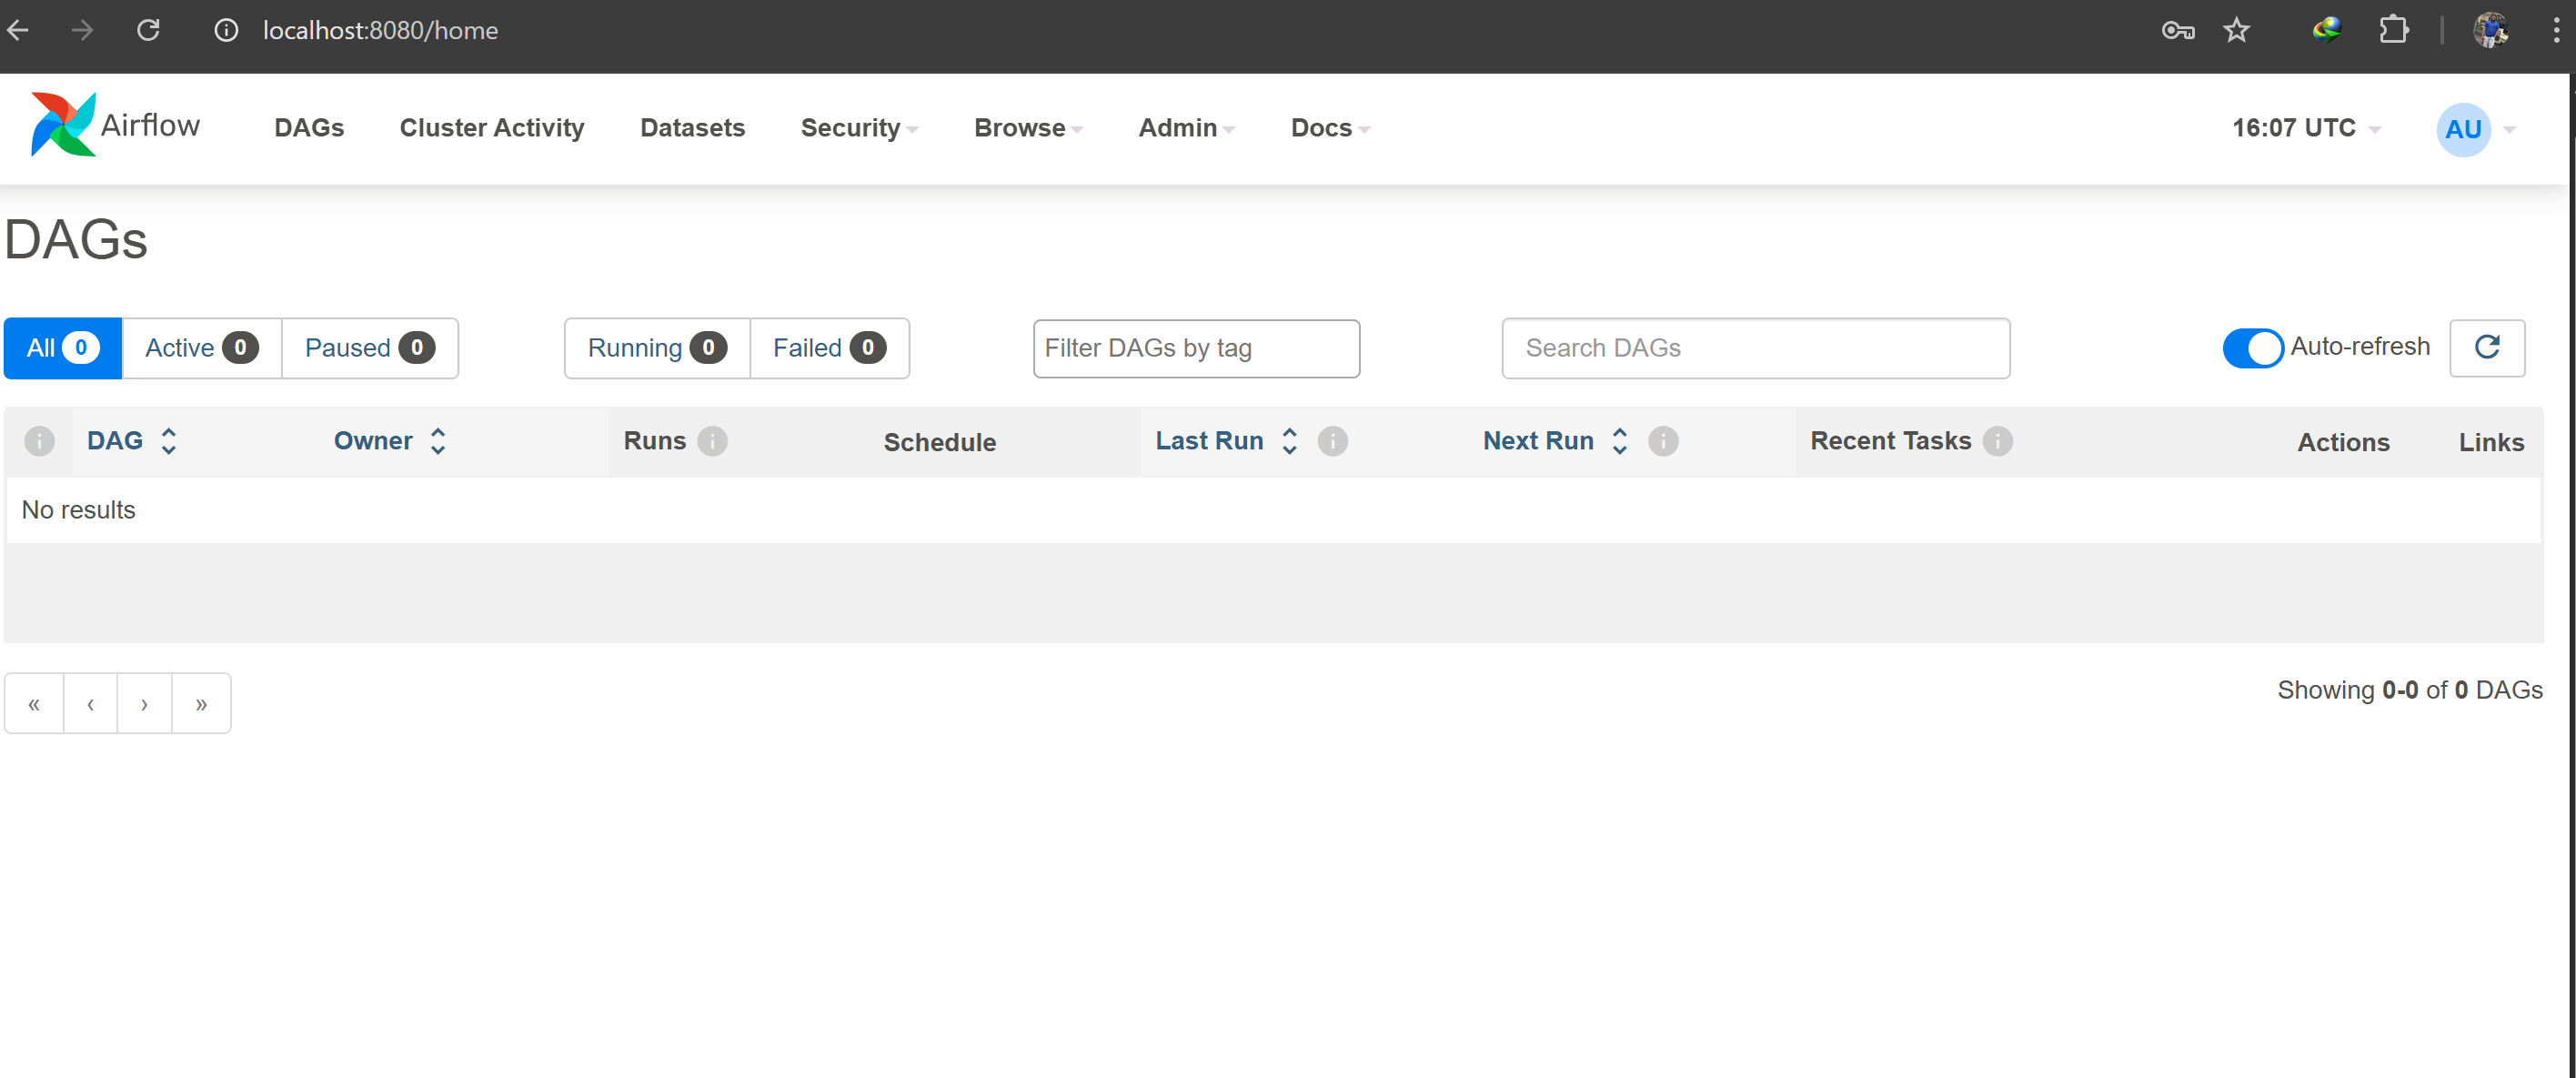 localhost:8080/home
Airflow DAGs Cluster Activity Datasets Security Browse Admin Docs 16:07 UTC AU
DAGs
All 0 Active 0 Paused 0 Running 0 Failed 0 Filter DAGs by tag Search DAGs Auto-refresh
DAG Owner Runs Schedule Last Run Next Run Recent Tasks Actions Links
No results
« ‹ › » Showing 0-0 of 0 DAGs